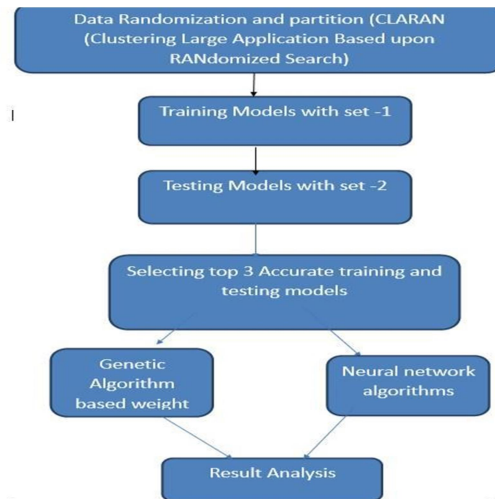 Data Randomization and partition (CLARAN
(Clustering Large Application Based upon
RANdomized Search)
Training Models with set -1
Testing Models with set -2
Selecting top 3 Accurate training and
testing models
Genetic
Algorithm
based weight
Neural network
algorithms
Result Analysis